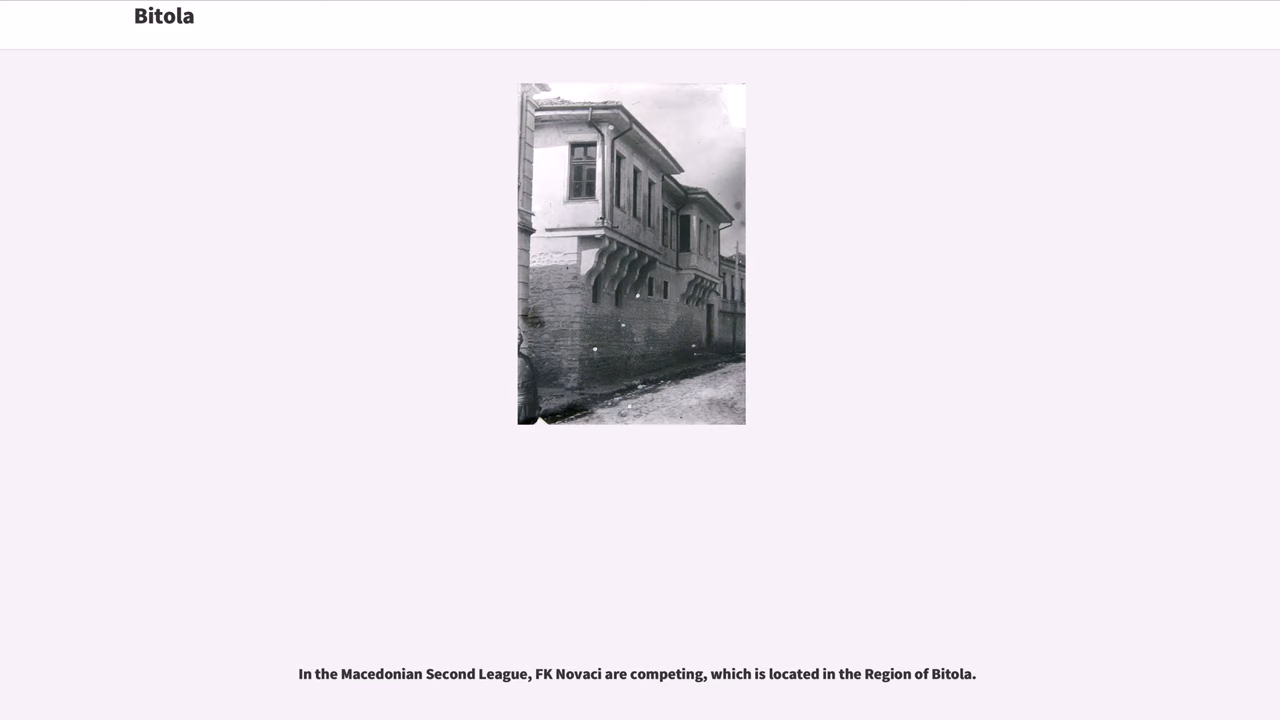 Bitola
In the Macedonian Second League, FK Novaci are competing, which is located in the Region of Bitola.